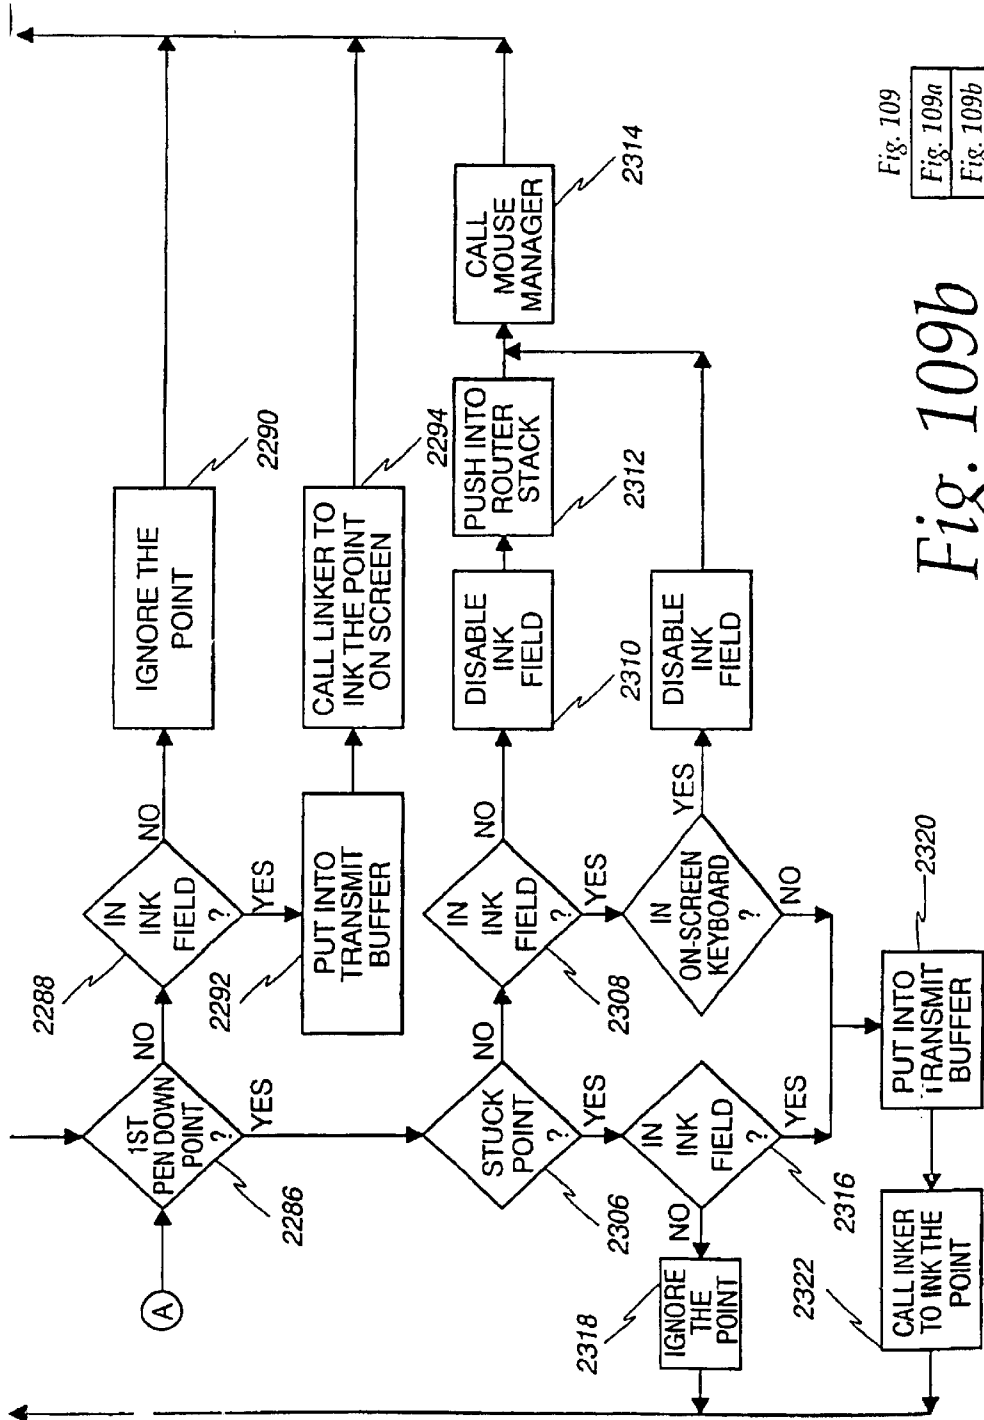 A
1ST
PEN DOWN
POINT
?
2286
NO
YES
IN
INK
FIELD
?
2288
NO
YES
IGNORE THE
POINT
2290
PUT INTO
TRANSMIT
BUFFER
2292
CALL LINKER TO
INK THE POINT
ON SCREEN
2294
STUCK
POINT
?
2306
NO
YES
IN
INK
FIELD
?
2308
NO
YES
DISABLE
INK
FIELD
2310
PUSH INTO
ROUTER
STACK
2312
CALL
MOUSE
MANAGER
2314
IN
INK
FIELD
?
2316
NO
YES
IN
ON-SCREEN
KEYBOARD
?
YES
NO
DISABLE
INK
FIELD
IGNORE
THE
POINT
2318
PUT INTO
TRANSMIT
BUFFER
2320
CALL LINKER
TO INK THE
POINT
2322
Fig. 109b
Fig. 109
Fig. 109a
Fig. 109b